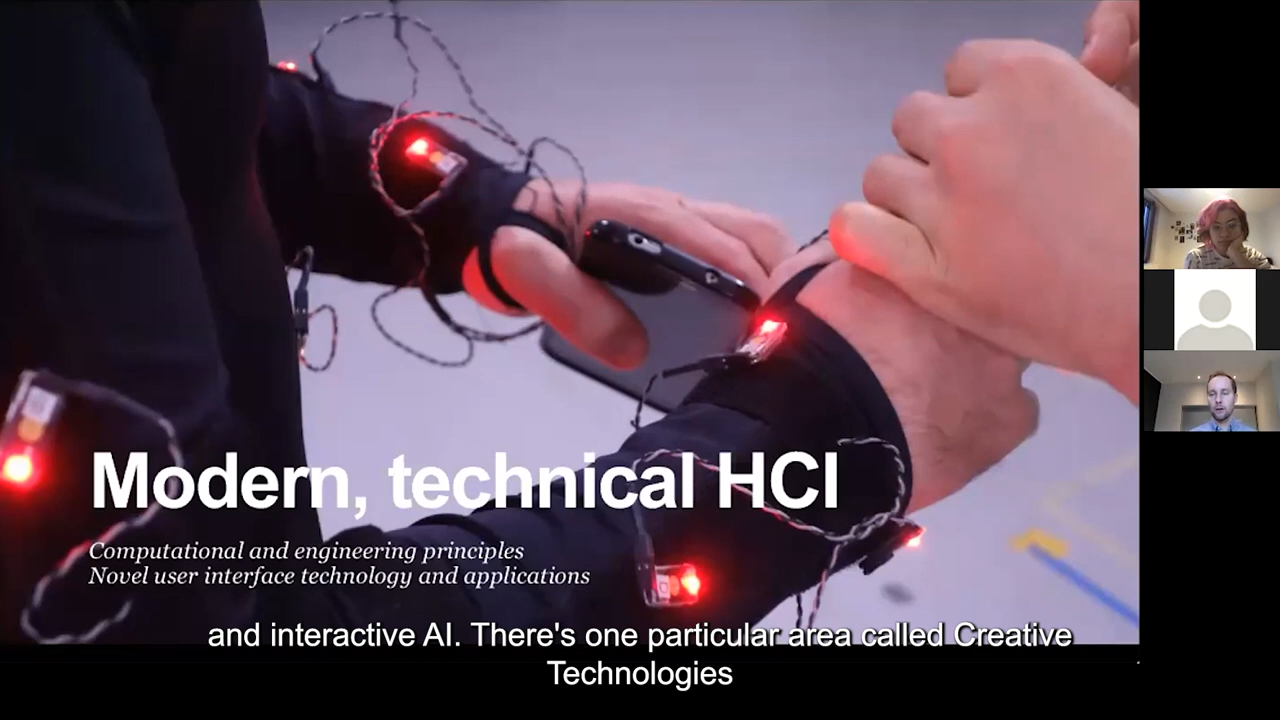 Modern, technical HCI
Computational and engineering principles
Novel user interface technology and applications
and interactive AI. There's one particular area called Creative
Technologies